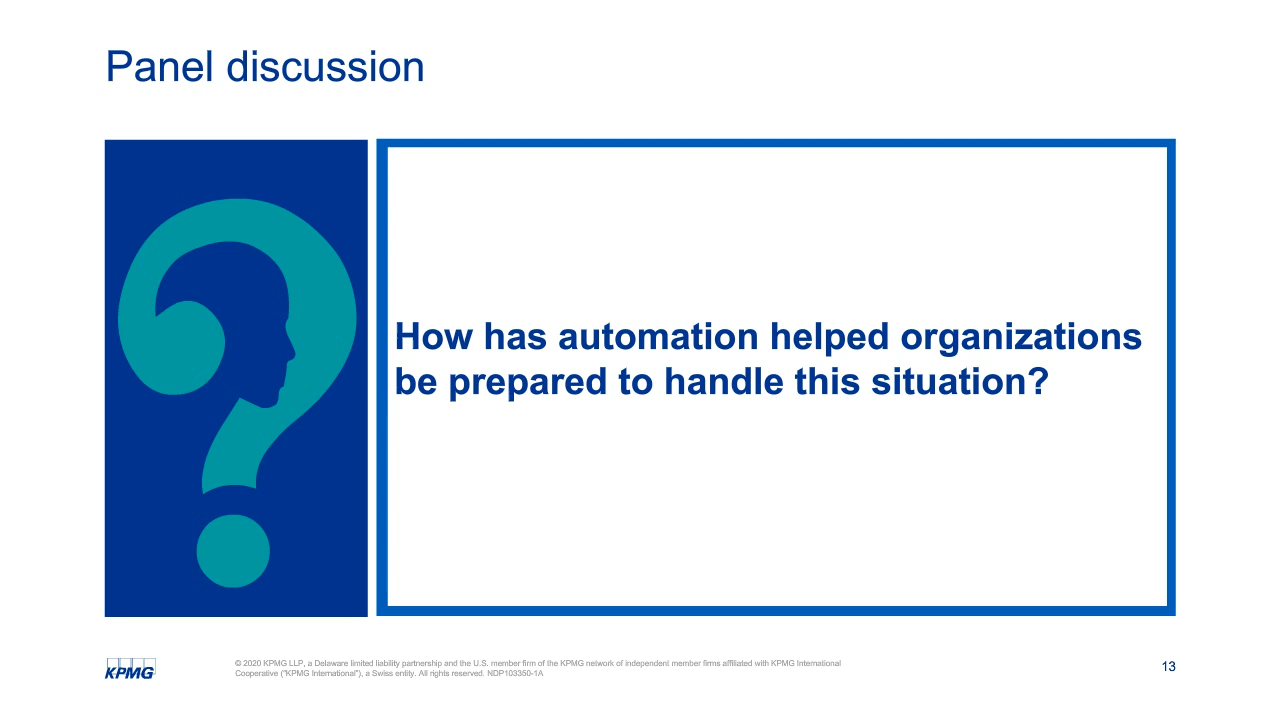 Panel discussion
How has automation helped organizations
be prepared to handle this situation?
KPMG
© 2020 KPMG LLP, a Delaware limited liability partnership and the U.S. member firm of the KPMG network of independent member firms affiliated with KPMG International
Cooperative ("KPMG International"), a Swiss entity. All rights reserved. NDP103350-1A
13